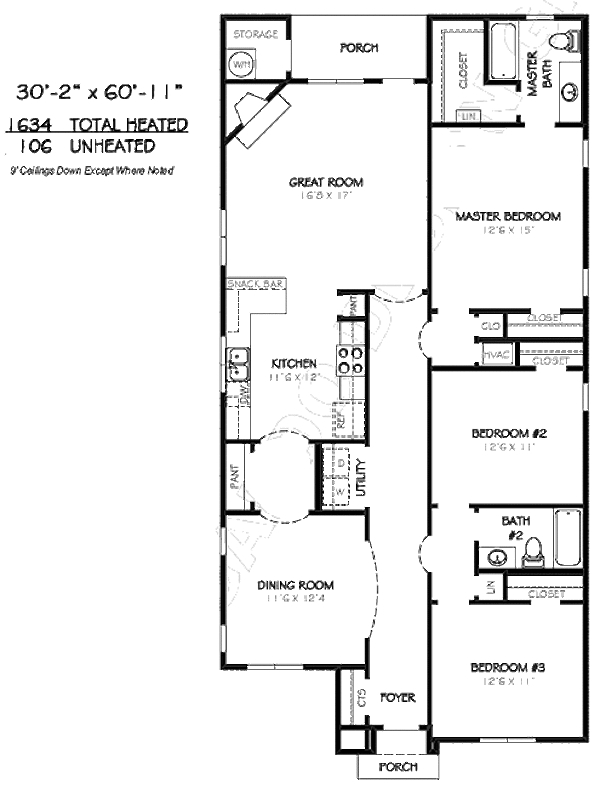 30'-2" x 60'-11"
1634 TOTAL HEATED
106 UNHEATED
9' Ceilings Down Except Where Noted
STORAGE
W/H
PORCH
CLOSET
LIN
MASTER
BATH
GREAT ROOM
16'8 X 17'
MASTER BEDROOM
12'6 X 15'
SNACK BAR
PANT
CLO
CLOSET
HVAC
CLOSET
KITCHEN
11'6 X 12'
DW
REF
BEDROOM #2
12'6 X 11'
PANT
D
W
UTILITY
BATH
#2
DINING ROOM
11'6 X 12'4
LIN
CLOSET
BEDROOM #3
12'6 X 11'
CTS
FOYER
PORCH